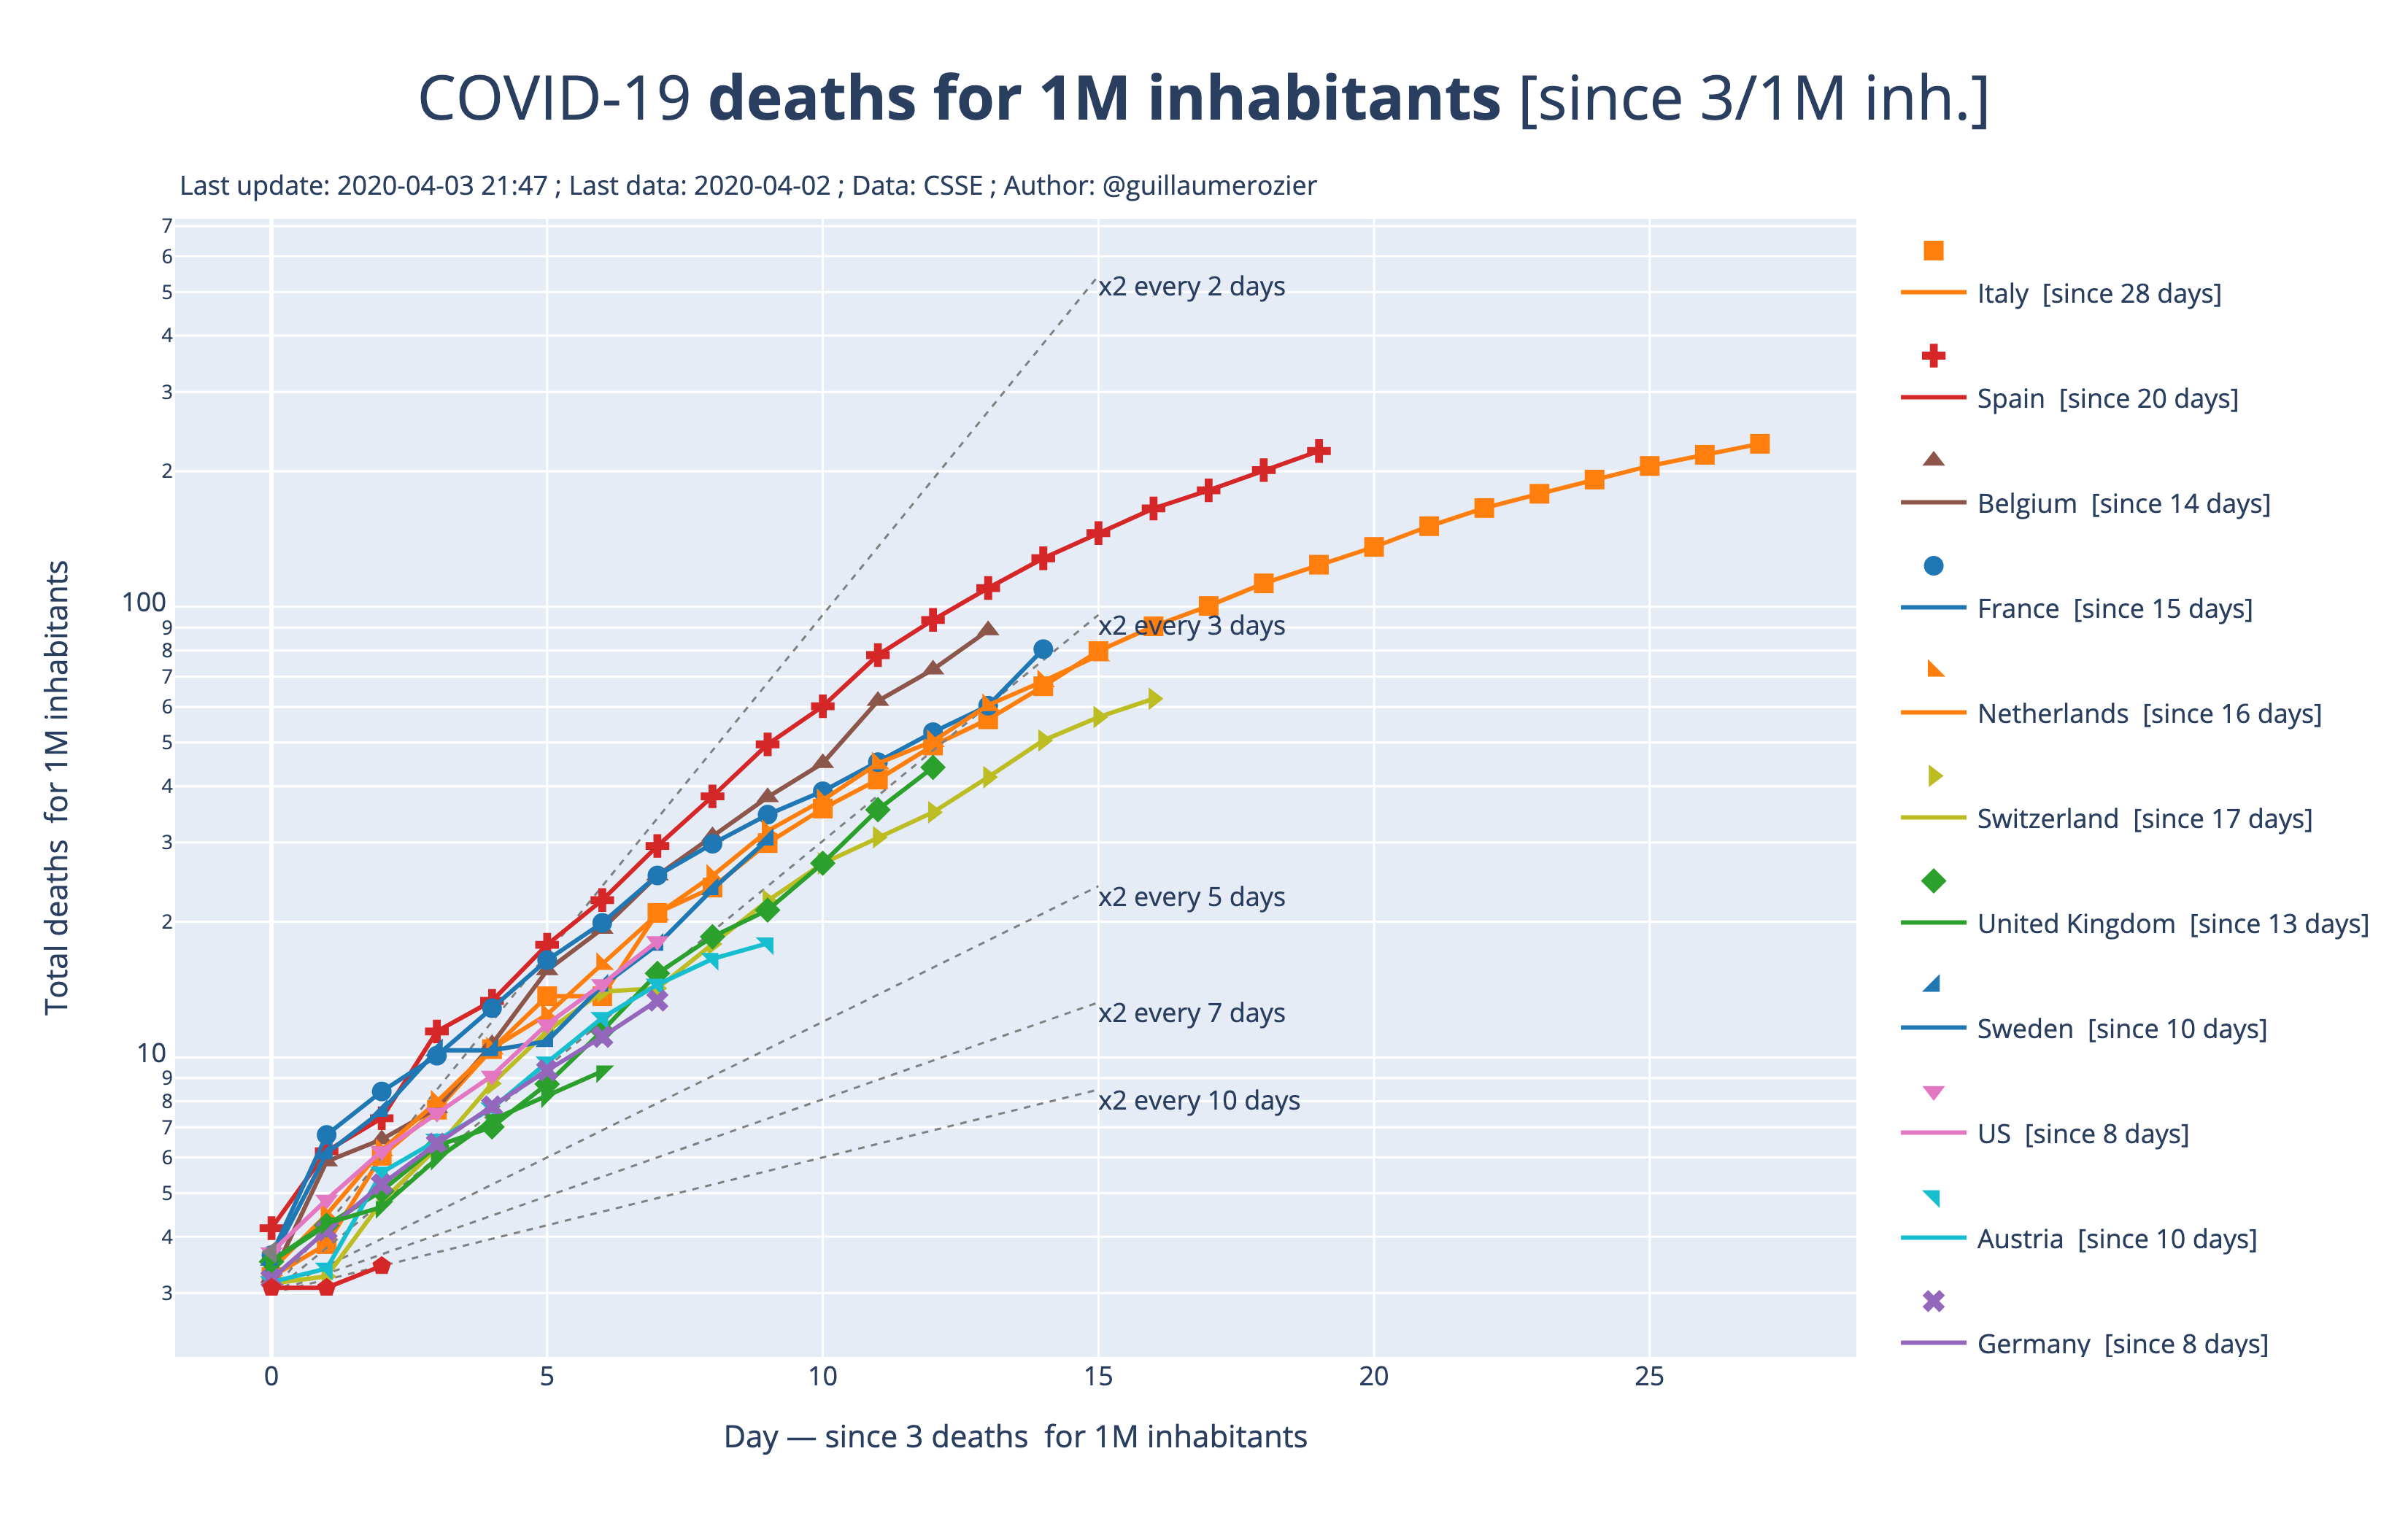 COVID-19 deaths for 1M inhabitants [since 3/1M inh.]
Last update: 2020-04-03 21:47 ; Last data: 2020-04-02 ; Data: CSSE ; Author: @guillaumerozier
Total deaths for 1M inhabitants
7
6
5
4
3
2
100
9
8
7
6
5
4
3
2
10
9
8
7
6
5
4
3
x2 every 2 days
x2 every 3 days
x2 every 5 days
x2 every 7 days
x2 every 10 days
0 5 10 15 20 25
Day — since 3 deaths for 1M inhabitants
Italy [since 28 days]
Spain [since 20 days]
Belgium [since 14 days]
France [since 15 days]
Netherlands [since 16 days]
Switzerland [since 17 days]
United Kingdom [since 13 days]
Sweden [since 10 days]
US [since 8 days]
Austria [since 10 days]
Germany [since 8 days]